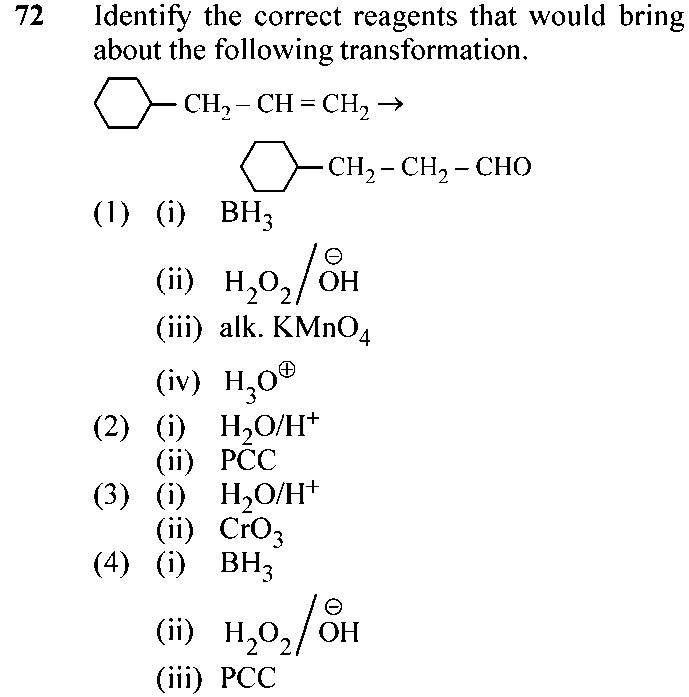 72 Identify the correct reagents that would bring
about the following transformation.
CH₂ – CH = CH₂ →
CH₂ – CH₂ – CHO
(1) (i) BH₃
(ii) H₂O₂/OH⊖
(iii) alk. KMnO₄
(iv) H₃O⊕
(2) (i) H₂O/H⁺
(ii) PCC
(3) (i) H₂O/H⁺
(ii) CrO₃
(4) (i) BH₃
(ii) H₂O₂/OH⊖
(iii) PCC